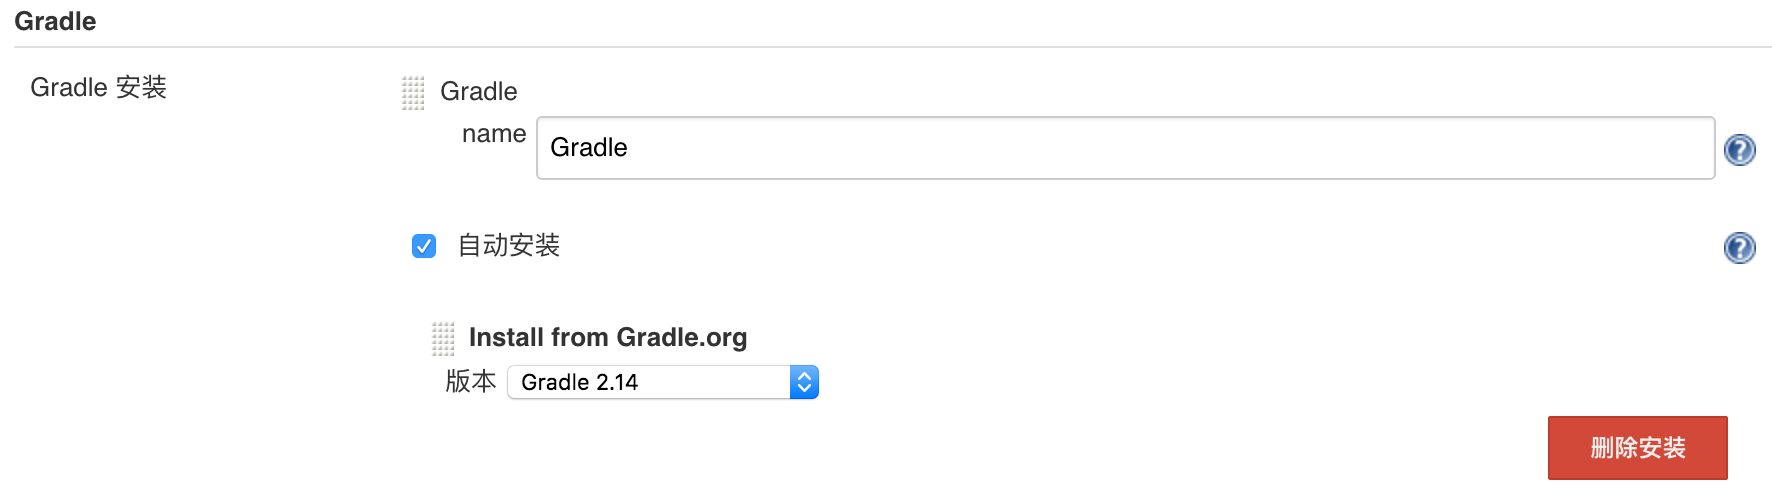 Gradle
Gradle 安装
Gradle
name
Gradle
?
自动安装
?
Install from Gradle.org
版本
Gradle 2.14
删除安装